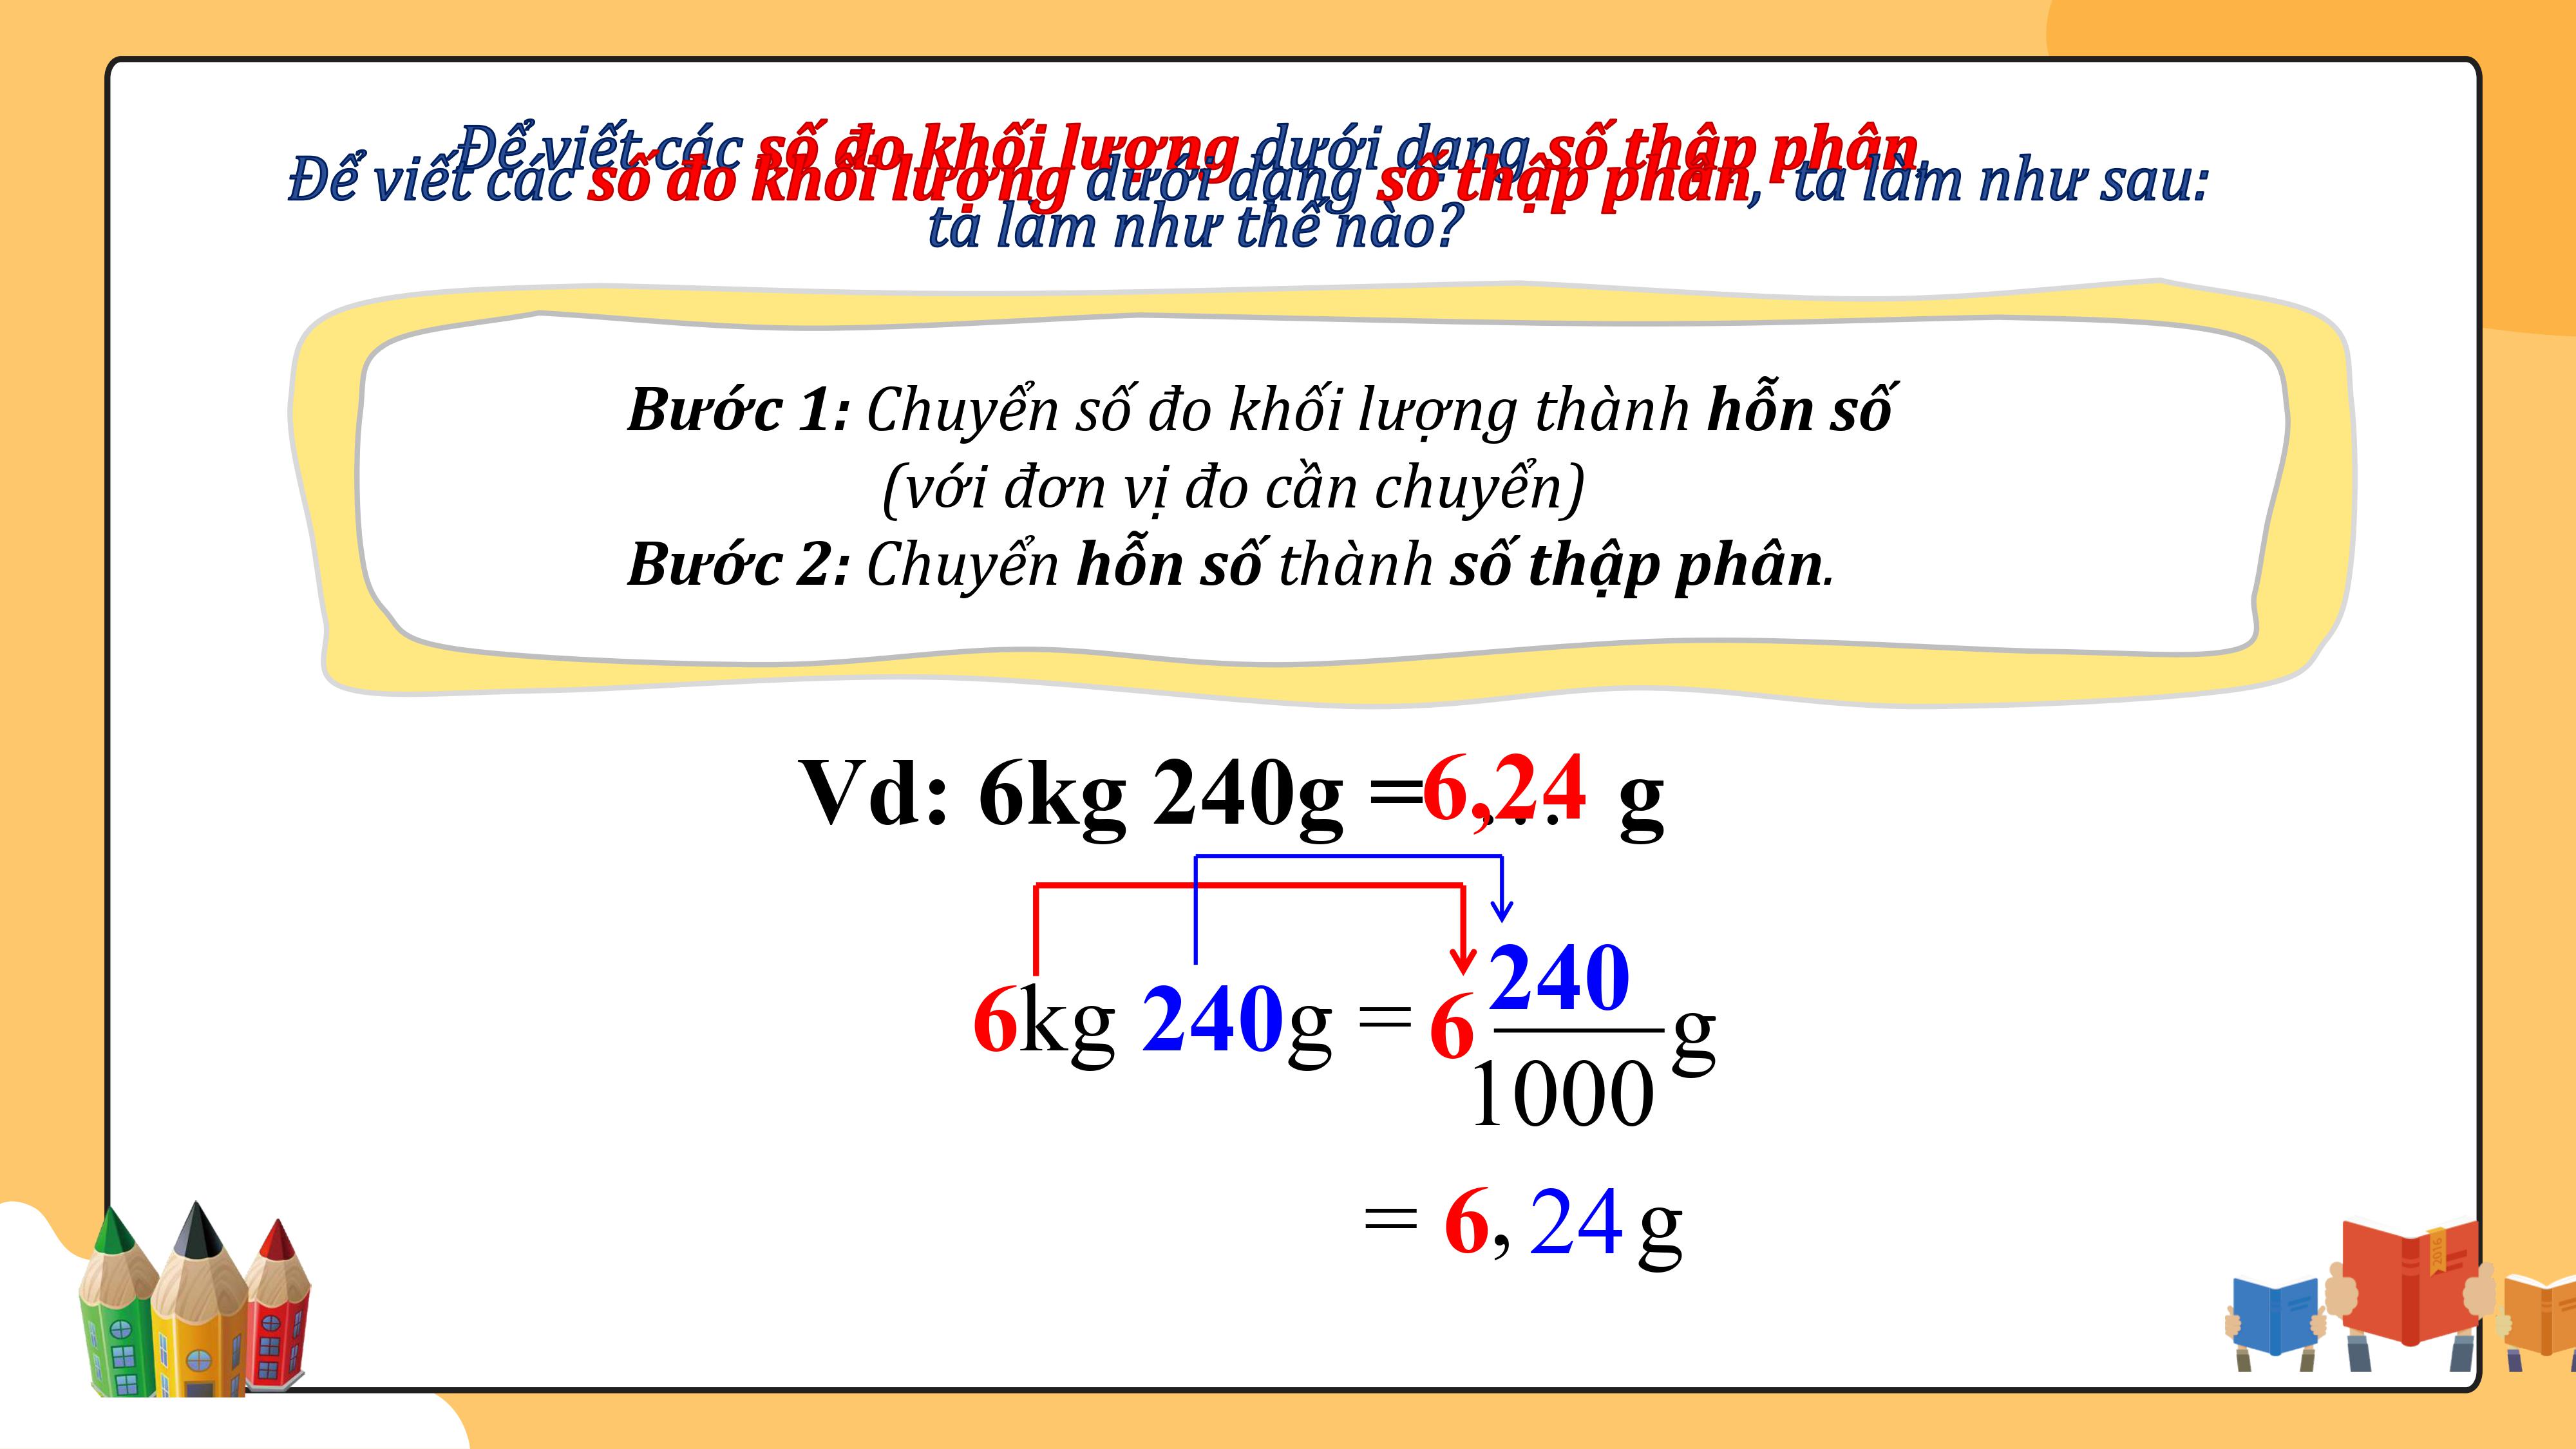 Để viết các số đo khối lượng dưới dạng số thập phân,
ta làm như thế nào?
Để viết các số đo khối lượng dưới dạng số thập phân, ta làm như sau:
Bước 1: Chuyển số đo khối lượng thành hỗn số
(với đơn vị đo cần chuyển)
Bước 2: Chuyển hỗn số thành số thập phân.
Vd: 6kg 240g =6,24 ... g
6kg 240g = 6 240/1000 g
= 6, 24 g
2016